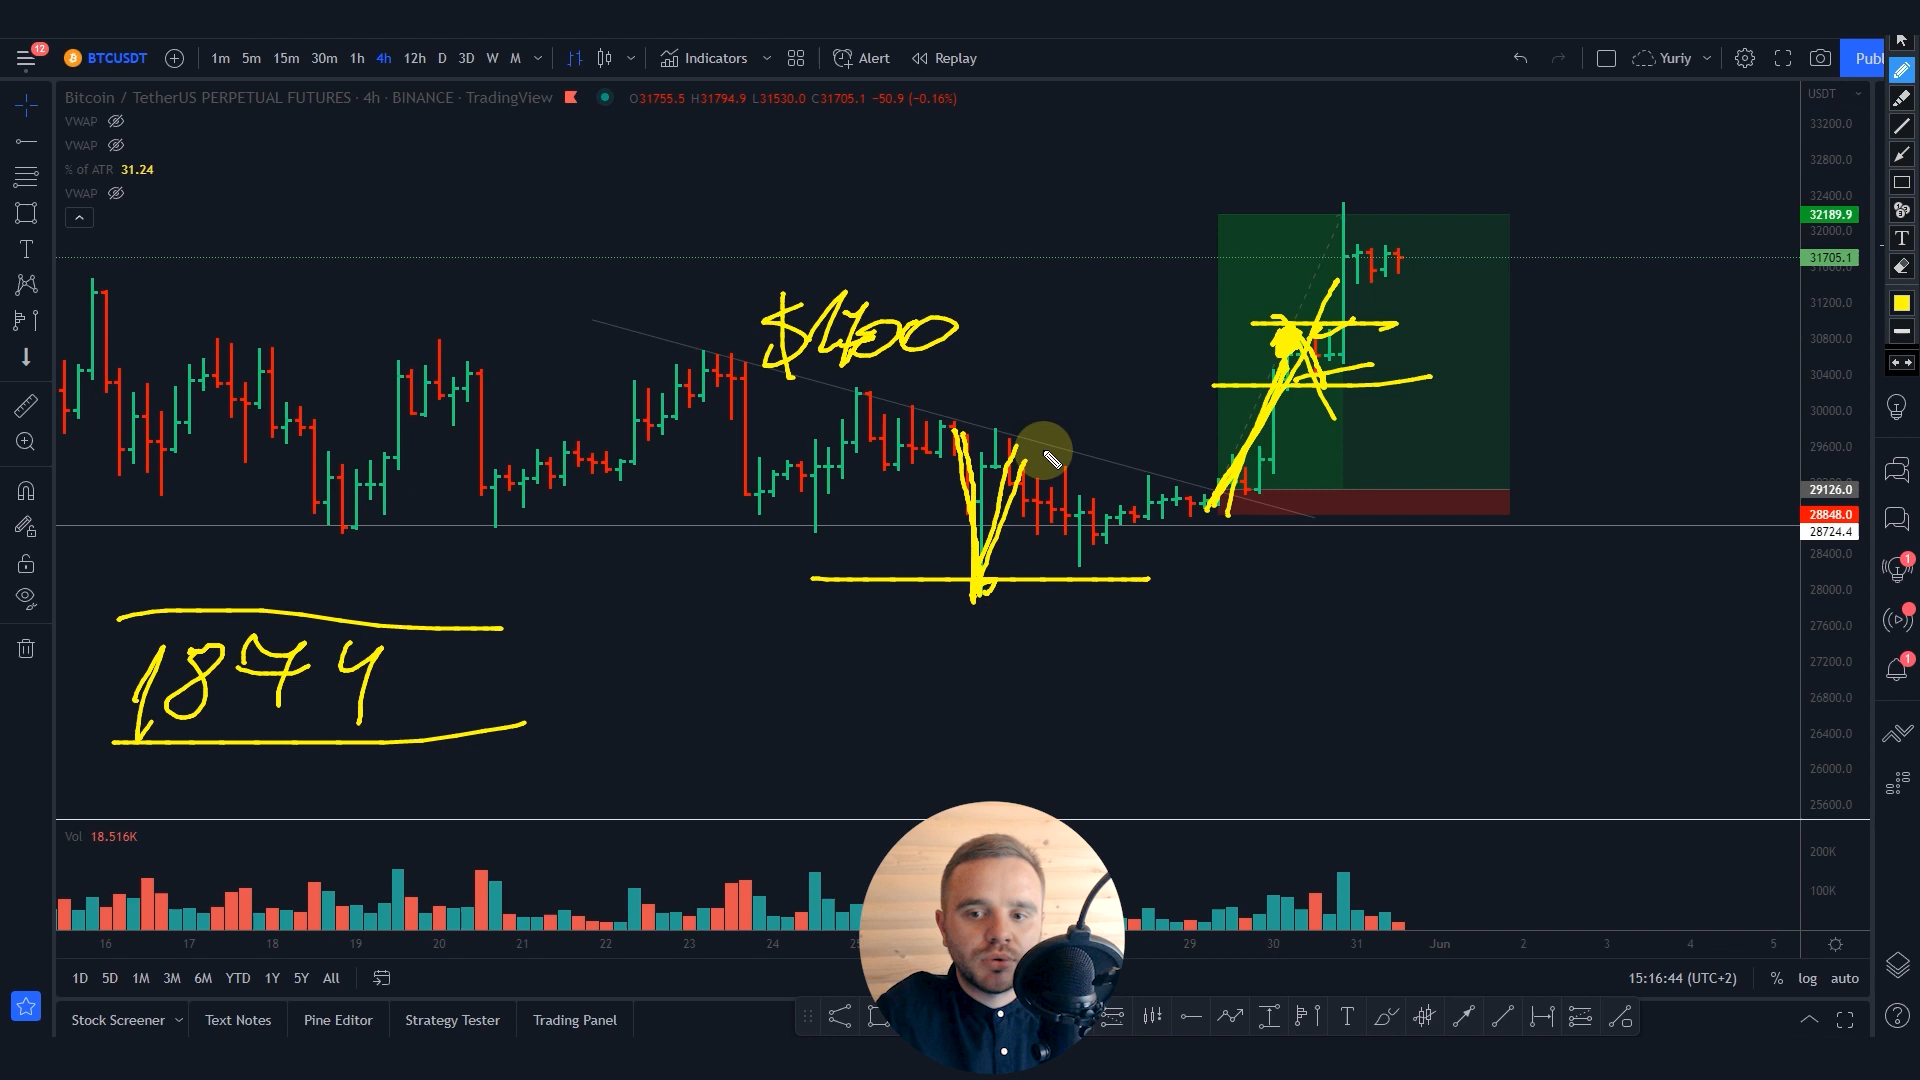 12
BTCUSDT 1m 5m 15m 30m 1h 4h 12h D 3D W M Indicators Alert Replay Yuriy Publ
Bitcoin / TetherUS PERPETUAL FUTURES · 4h · BINANCE · TradingView O31755.5 H31794.9 L31530.0 C31705.1 −50.9 (−0.16%) USDT
VWAP
VWAP
% of ATR 31.24
VWAP
33200.0
32800.0
32400.0
32189.9
32000.0
31705.1
31600.0
31200.0
30800.0
30400.0
30000.0
29600.0
29126.0
28848.0
28724.4
28400.0
28000.0
27600.0
27200.0
26800.0
26400.0
26000.0
25600.0
$1700
1874
1
1
Vol 18.516K
200K
100K
16 17 18 19 20 21 22 23 24 29 30 31 Jun 2 3 4 5
1D 5D 1M 3M 6M YTD 1Y 5Y All 15:16:44 (UTC+2) % log auto
Stock Screener Text Notes Pine Editor Strategy Tester Trading Panel